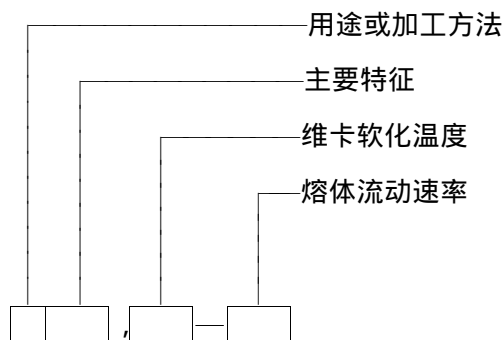 用途或加工方法
主要特征
维卡软化温度
熔体流动速率
, —